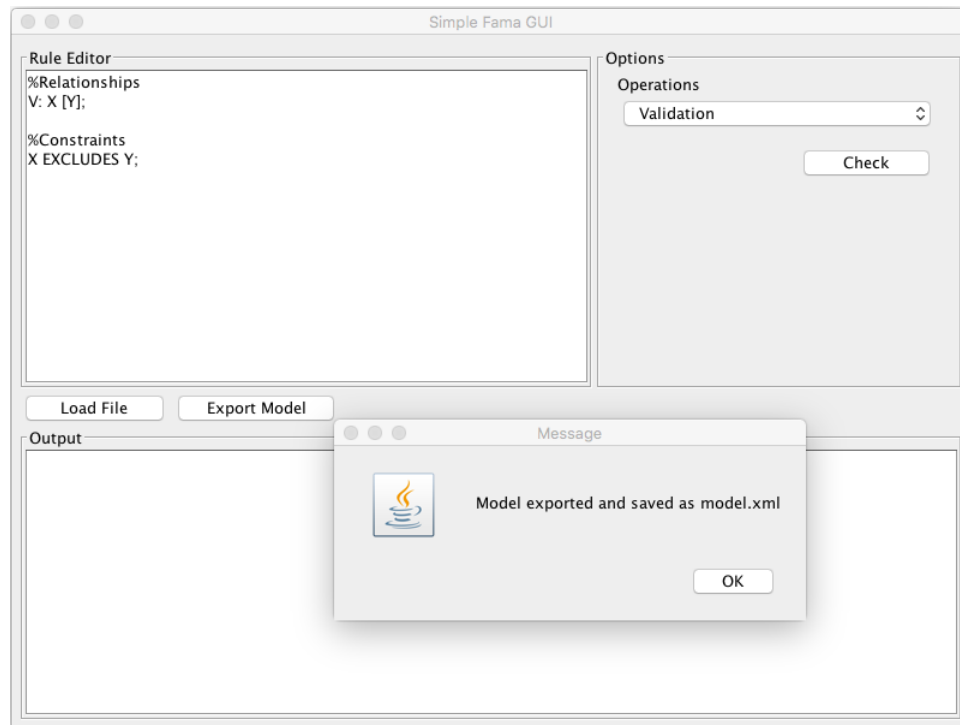 Simple Fama GUI
Rule Editor
%Relationships
V: X [Y];
%Constraints
X EXCLUDES Y;
Options
Operations
Validation
Check
Load File
Export Model
Output
Message
Model exported and saved as model.xml
OK